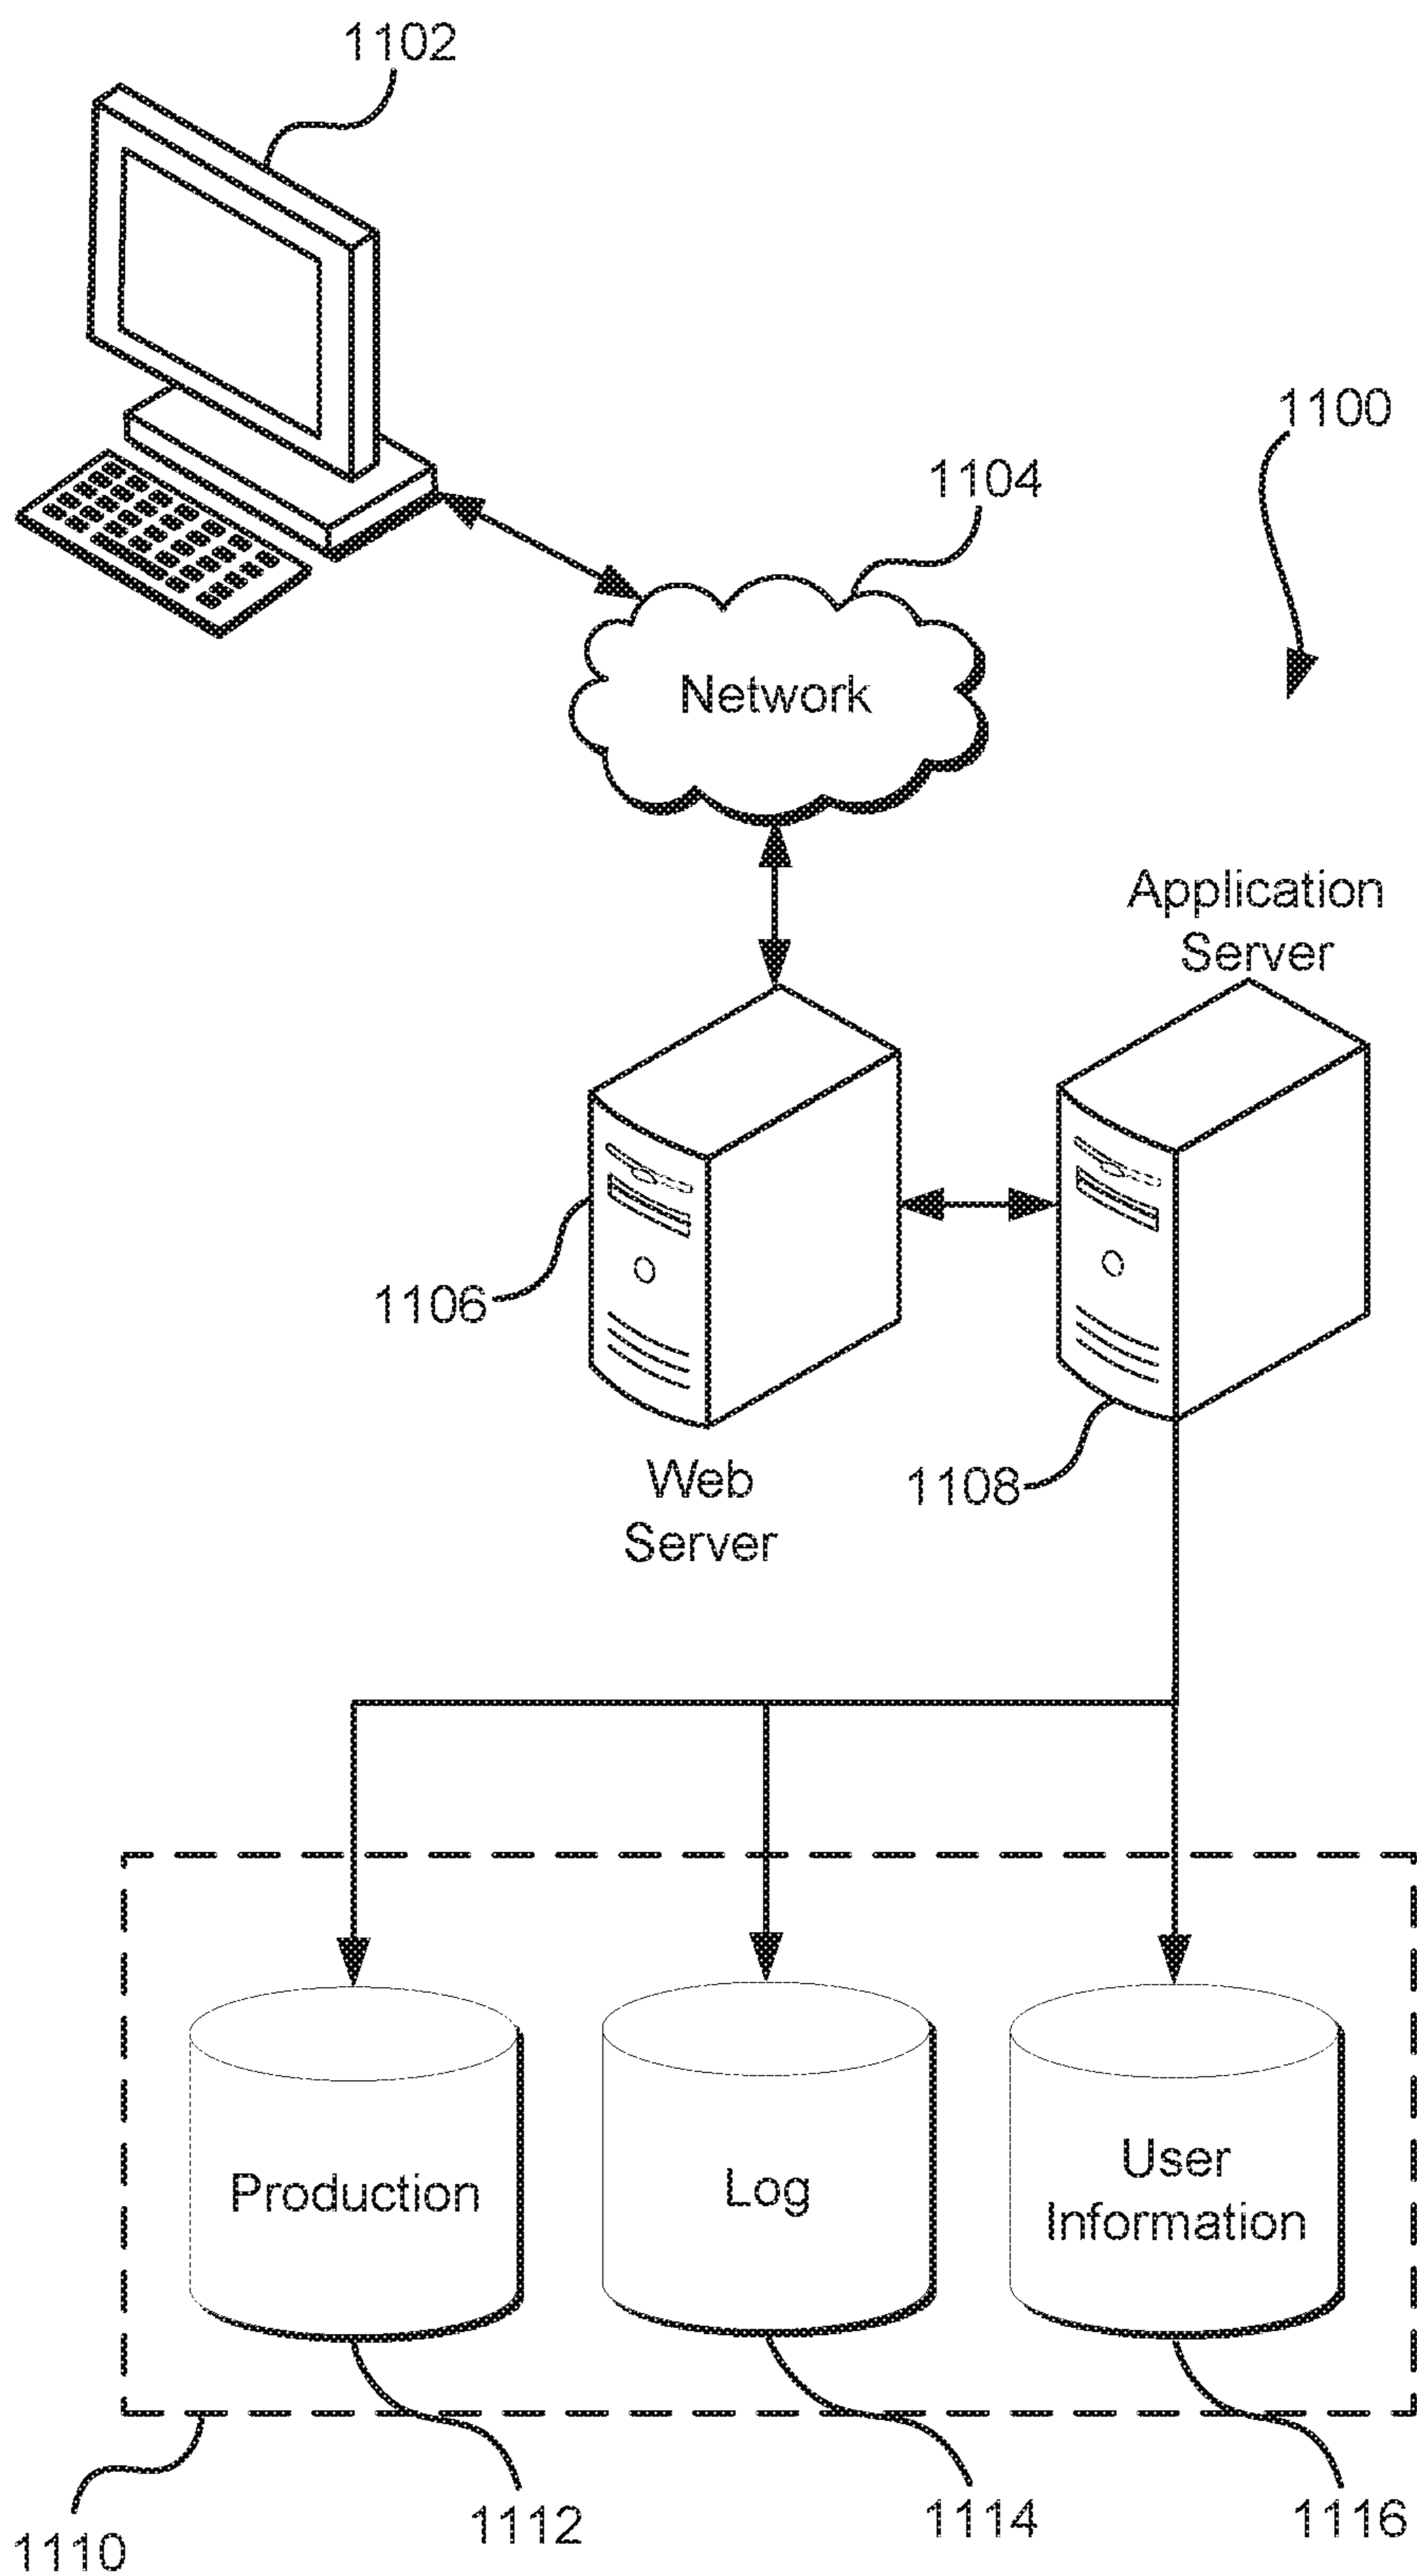 1102
1100
1104
Network
Application
Server
1106
1108
Web
Server
Production
Log
User
Information
1110
1112
1114
1116